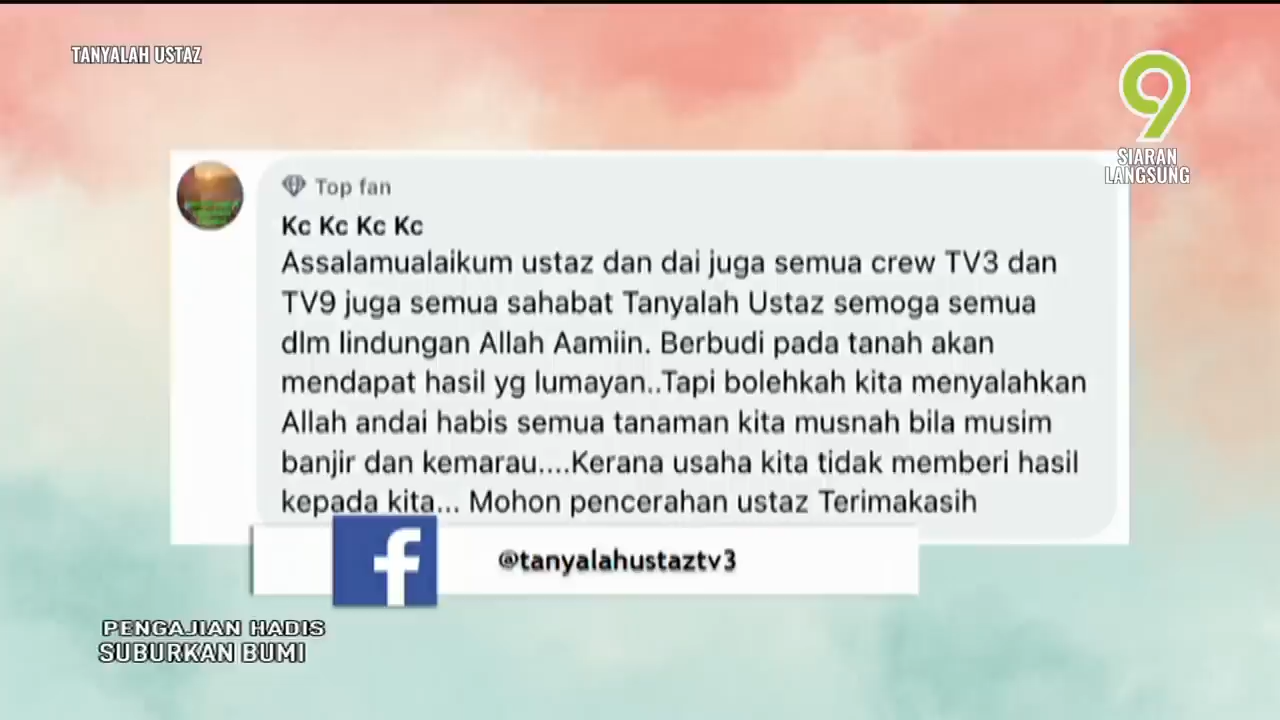 TANYALAH USTAZ
9
SIARAN
LANGSUNG
Top fan
Kc Kc Kc Kc
Assalamualaikum ustaz dan dai juga semua crew TV3 dan
TV9 juga semua sahabat Tanyalah Ustaz semoga semua
dlm lindungan Allah Aamiin. Berbudi pada tanah akan
mendapat hasil yg lumayan..Tapi bolehkah kita menyalahkan
Allah andai habis semua tanaman kita musnah bila musim
banjir dan kemarau....Kerana usaha kita tidak memberi hasil
kepada kita... Mohon pencerahan ustaz Terimakasih
f
@tanyalahustaztv3
PENGAJIAN HADIS
SUBURKAN BUMI